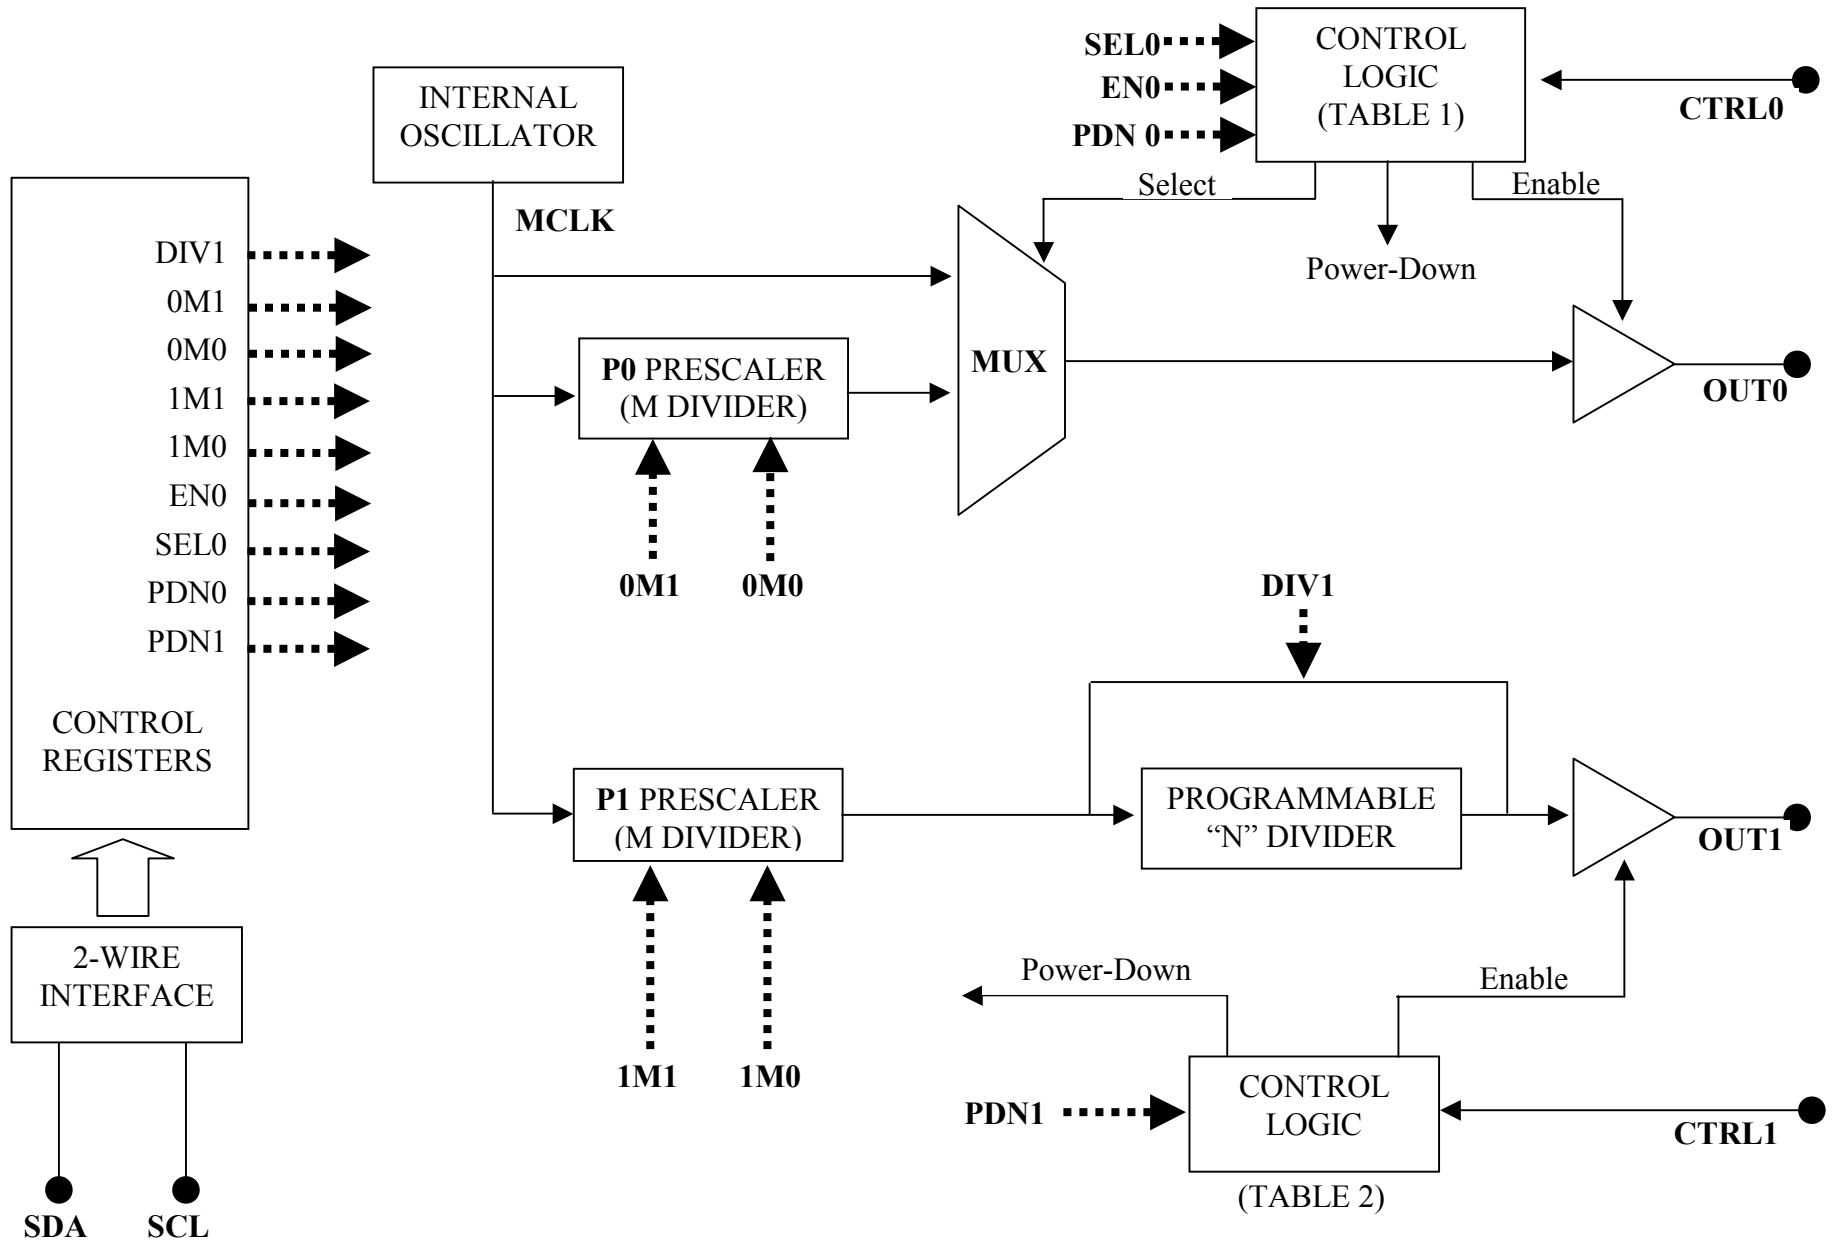 SEL0
EN0
PDN 0
CONTROL
LOGIC
(TABLE 1)
CTRL0
INTERNAL
OSCILLATOR
MCLK
Select
Enable
Power-Down
DIV1
0M1
0M0
1M1
1M0
EN0
SEL0
PDN0
PDN1
CONTROL
REGISTERS
P0 PRESCALER
(M DIVIDER)
MUX
OUT0
0M1
0M0
DIV1
P1 PRESCALER
(M DIVIDER)
PROGRAMMABLE
“N” DIVIDER
OUT1
2-WIRE
INTERFACE
Power-Down
Enable
1M1
1M0
PDN1
CONTROL
LOGIC
CTRL1
(TABLE 2)
SDA
SCL